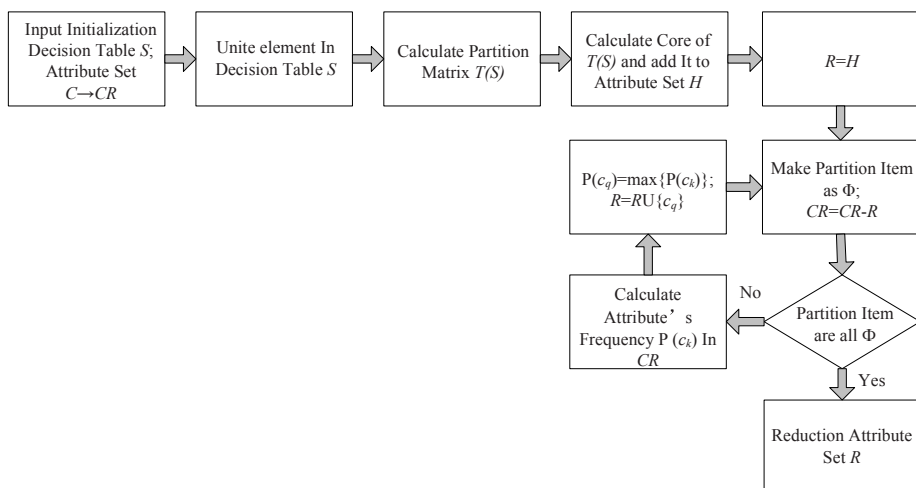 Input Initialization
Decision Table S;
Attribute Set
C→CR
Unite element In
Decision Table S
Calculate Partition
Matrix T(S)
Calculate Core of
T(S) and add It to
Attribute Set H
R=H
P(cq)=max{P(ck)};
R=RU{cq}
Make Partition Item
as Φ;
CR=CR-R
Calculate
Attribute’s
Frequency P (ck) In
CR
No
Partition Item
are all Φ
Yes
Reduction Attribute
Set R